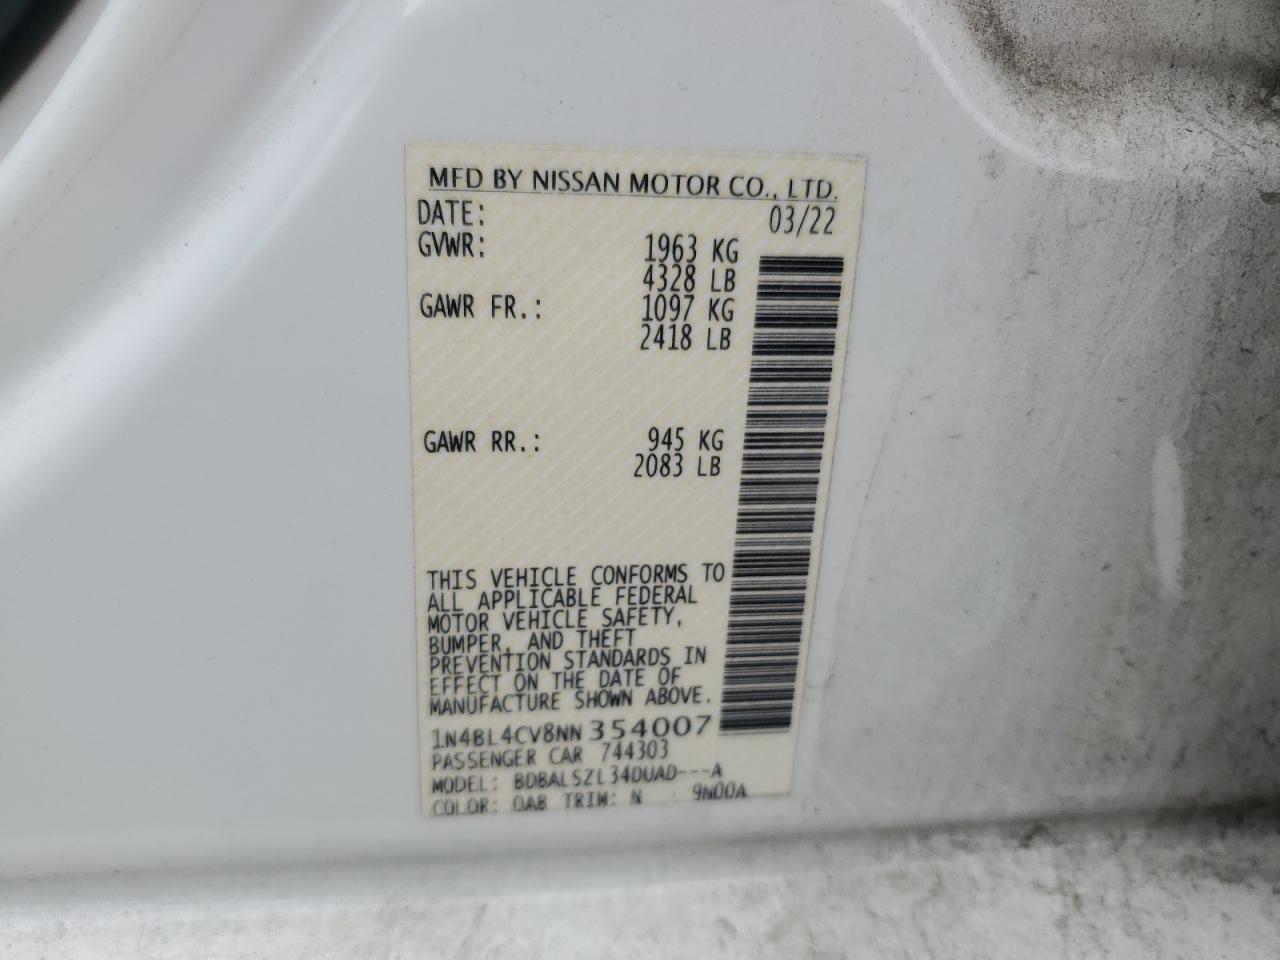 MFD BY NISSAN MOTOR CO., LTD.
DATE: 03/22
GVWR: 1963 KG
4328 LB
GAWR FR.: 1097 KG
2418 LB
GAWR RR.: 945 KG
2083 LB
THIS VEHICLE CONFORMS TO
ALL APPLICABLE FEDERAL
MOTOR VEHICLE SAFETY,
BUMPER, AND THEFT
PREVENTION STANDARDS IN
EFFECT ON THE DATE OF
MANUFACTURE SHOWN ABOVE.
1N4BL4CV8NN354007
PASSENGER CAR 744303
MODEL: BDBALSZL34DUAD---A
COLOR: QAB TRIM: N 9N00A